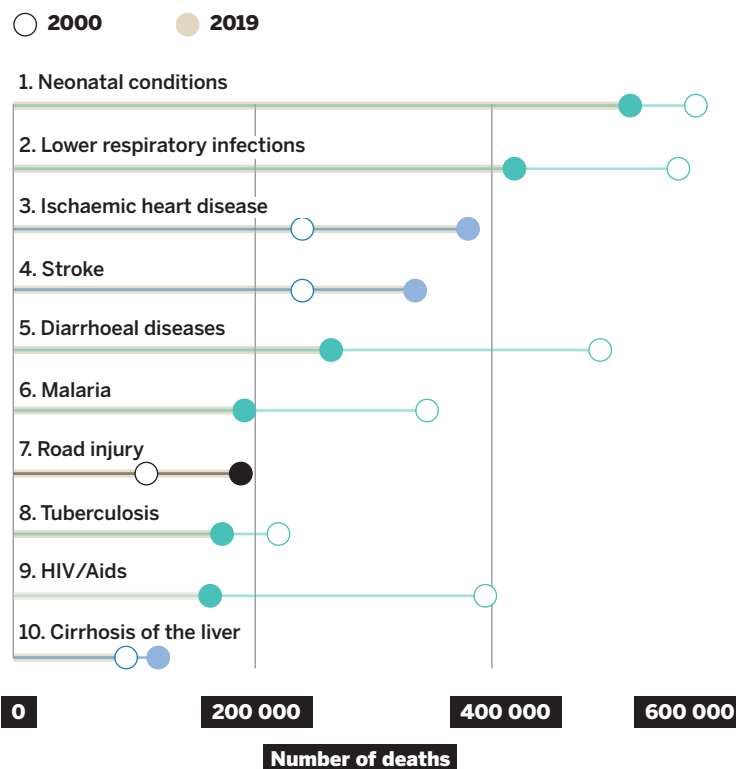 2000 2019
1. Neonatal conditions
2. Lower respiratory infections
3. Ischaemic heart disease
4. Stroke
5. Diarrhoeal diseases
6. Malaria
7. Road injury
8. Tuberculosis
9. HIV/Aids
10. Cirrhosis of the liver
0 200 000 400 000 600 000
Number of deaths